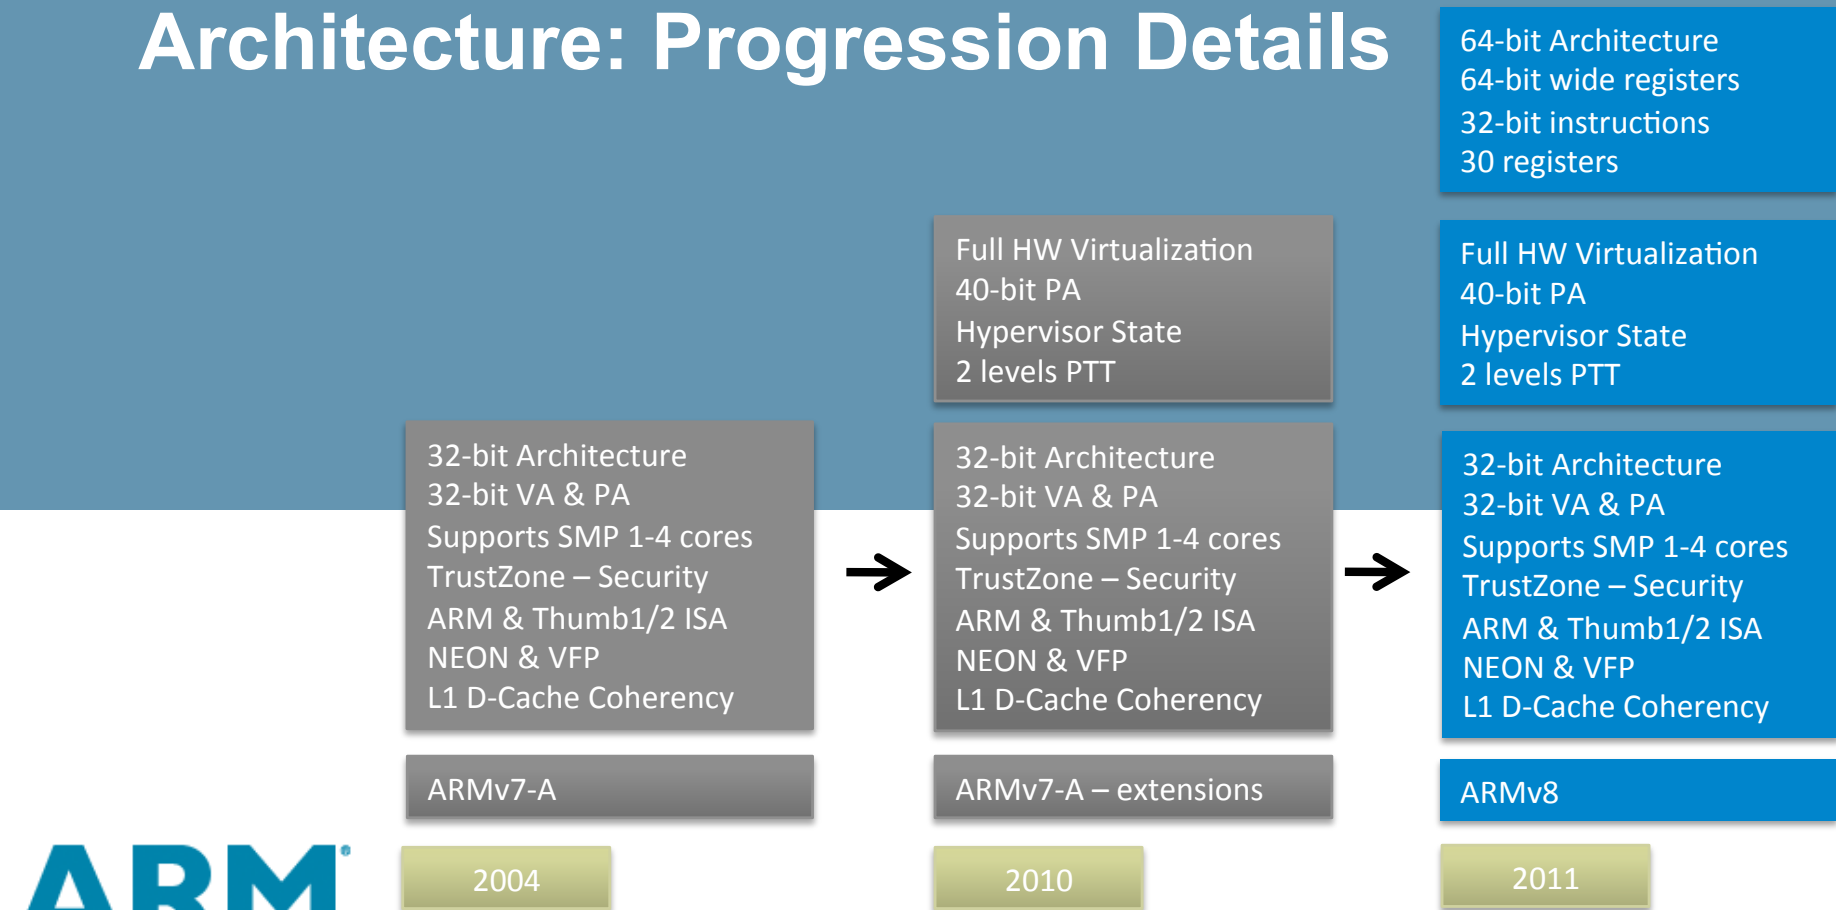 Architecture: Progression Details
64-bit Architecture
64-bit wide registers
32-bit instructions
30 registers
Full HW Virtualization
40-bit PA
Hypervisor State
2 levels PTT
Full HW Virtualization
40-bit PA
Hypervisor State
2 levels PTT
32-bit Architecture
32-bit VA & PA
Supports SMP 1-4 cores
TrustZone – Security
ARM & Thumb1/2 ISA
NEON & VFP
L1 D-Cache Coherency
32-bit Architecture
32-bit VA & PA
Supports SMP 1-4 cores
TrustZone – Security
ARM & Thumb1/2 ISA
NEON & VFP
L1 D-Cache Coherency
32-bit Architecture
32-bit VA & PA
Supports SMP 1-4 cores
TrustZone – Security
ARM & Thumb1/2 ISA
NEON & VFP
L1 D-Cache Coherency
ARMv7-A
ARMv7-A – extensions
ARMv8
ARM®
2004
2010
2011